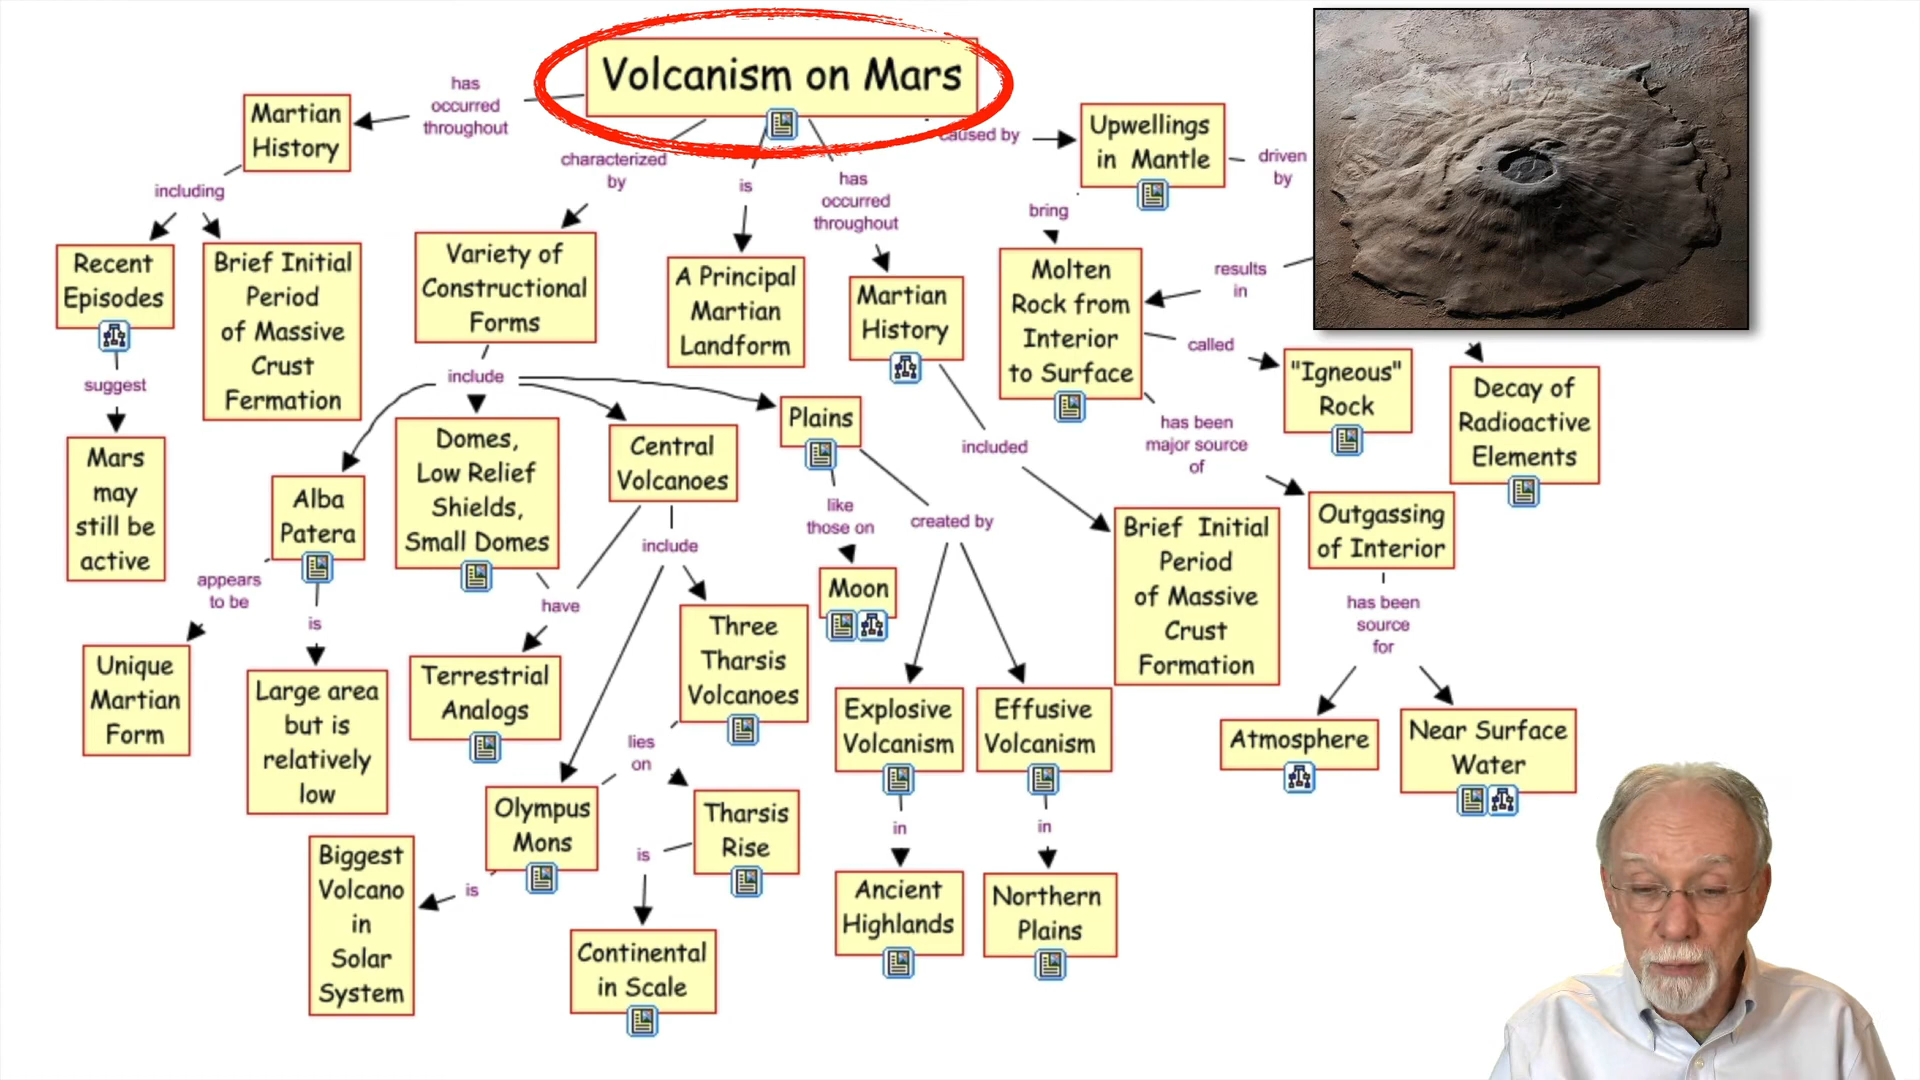 Volcanism on Mars
has
occurred
throughout
Martian
History
including
Recent
Episodes
suggest
Mars
may
still be
active
Brief Initial
Period
of Massive
Crust
Fermation
characterized
by
Variety of
Constructional
Forms
include
Alba
Patera
appears
to be
Unique
Martian
Form
is
Large area
but is
relatively
low
Domes,
Low Relief
Shields,
Small Domes
have
Terrestrial
Analogs
Central
Volcanoes
include
Olympus
Mons
is
Biggest
Volcano
in
Solar
System
lies
on
Three
Tharsis
Volcanoes
Tharsis
Rise
is
Continental
in Scale
Plains
like
those on
Moon
created by
Explosive
Volcanism
in
Ancient
Highlands
Effusive
Volcanism
in
Northern
Plains
is
A Principal
Martian
Landform
has
occurred
throughout
Martian
History
included
Brief Initial
Period
of Massive
Crust
Formation
caused by
Upwellings
in Mantle
driven
by
bring
Molten
Rock from
Interior
to Surface
results
in
called
"Igneous"
Rock
Decay of
Radioactive
Elements
has been
major source
of
Outgassing
of Interior
has been
source
for
Atmosphere
Near Surface
Water